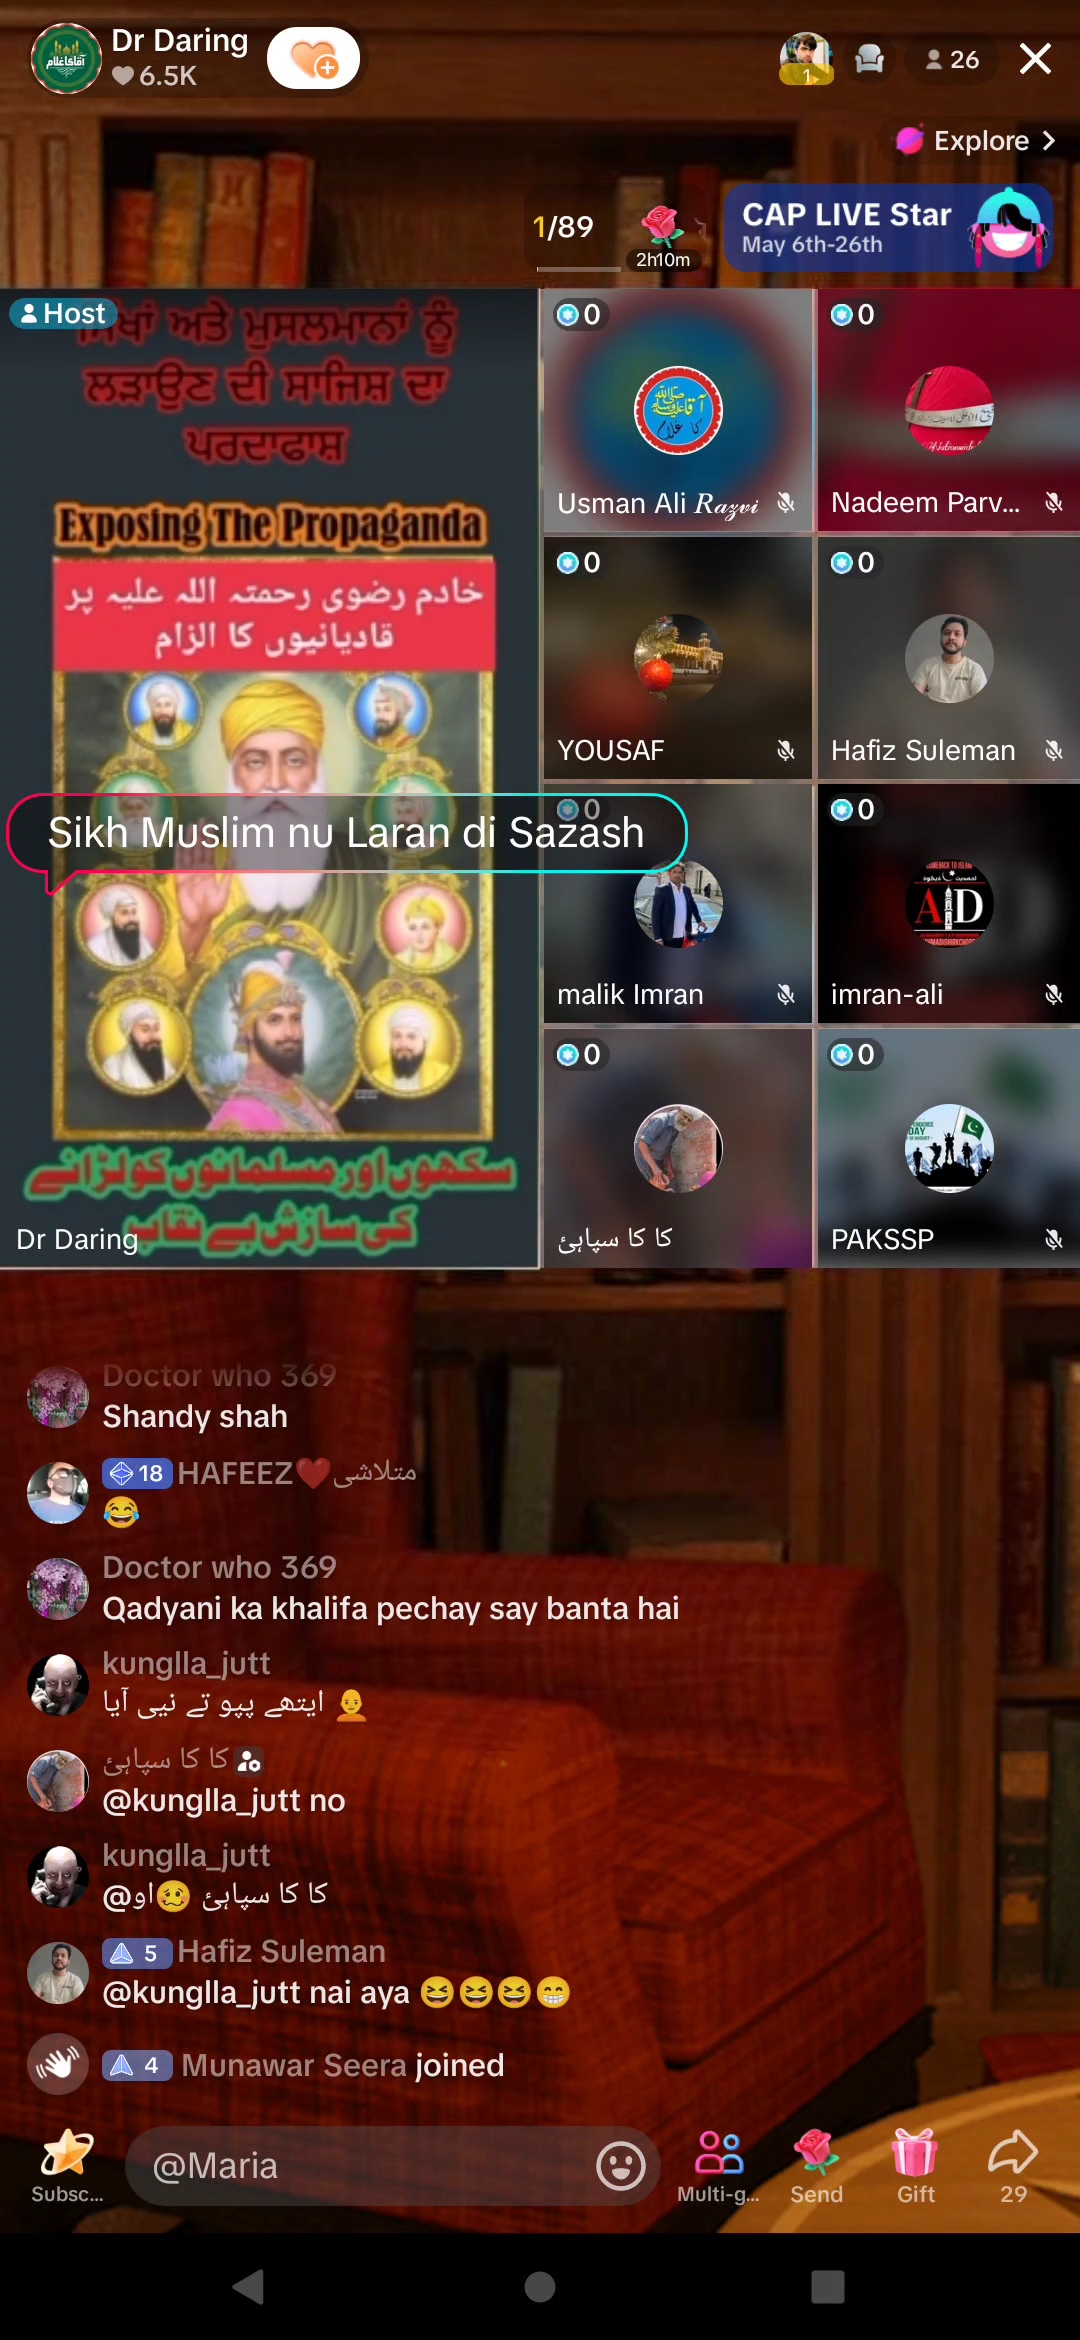 Dr Daring
6.5K
1
26
Explore
1/89
2h10m
CAP LIVE Star
May 6th-26th
Host
ਸਿੱਖਾਂ ਅਤੇ ਮੁਸਲਮਾਨਾਂ ਨੂੰ
ਲੜਾਉਣ ਦੀ ਸਾਜਿਸ਼ ਦਾ
ਪਰਦਾਫਾਸ਼
Exposing The Propaganda
خادم رضوی رحمتہ اللہ علیہ پر
قادیانیوں کا الزام
Sikh Muslim nu Laran di Sazash
سکھوں اور مسلمانوں کو لڑانے
کی سازش بے نقاب
Dr Daring
0
Usman Ali 𝓡𝓪𝔃𝓿𝓲
0
Nadeem Parv...
0
YOUSAF
0
Hafiz Suleman
0
malik Imran
0
imran-ali
0
کا کا سپاہئ
0
PAKSSP
Doctor who 369
Shandy shah
18 HAFEEZ❤️متلاشی
😂
Doctor who 369
Qadyani ka khalifa pechay say banta hai
kunglla_jutt
ایتھے پپو تے نیی آیا 👨‍🦲
کا کا سپاہئ
@kunglla_jutt no
kunglla_jutt
@کا کا سپاہئ 🥴او
5 Hafiz Suleman
@kunglla_jutt nai aya 😆😆😆😁
4 Munawar Seera joined
Subsc...
@Maria
Multi-g...
Send
Gift
29